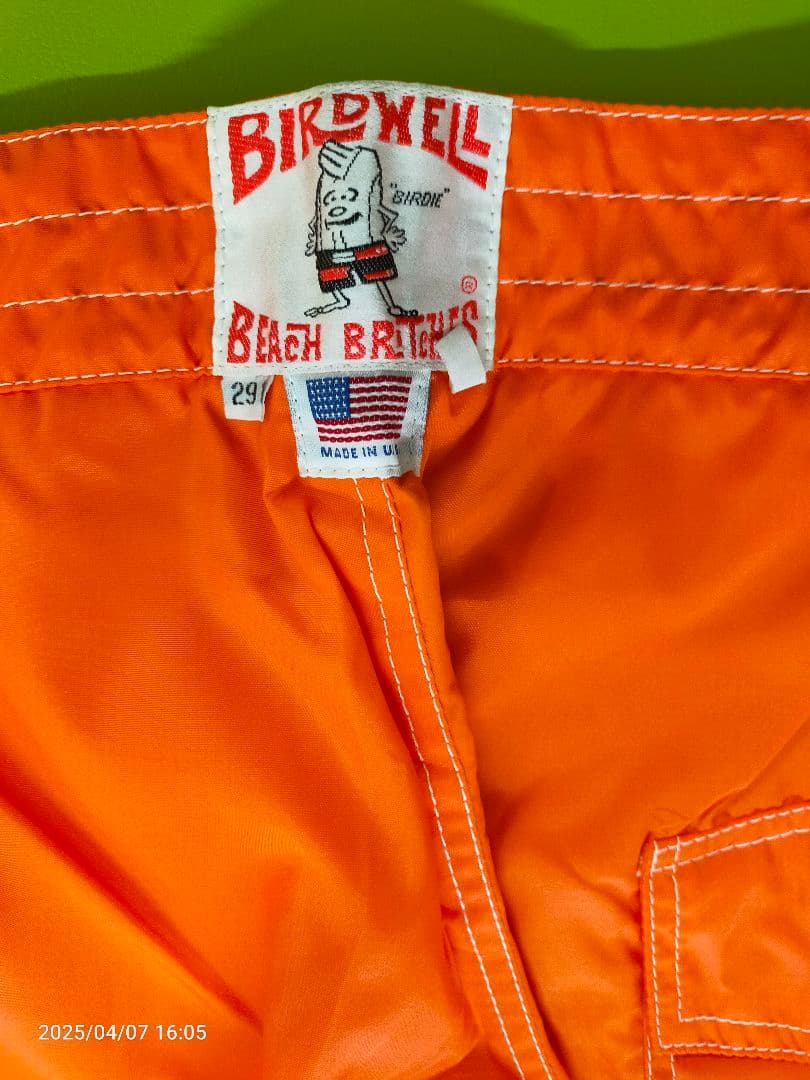 BIRDWELL
"BIRDIE"
®
BEACH BRITCHES
29
MADE IN U
2025/04/07 16:05